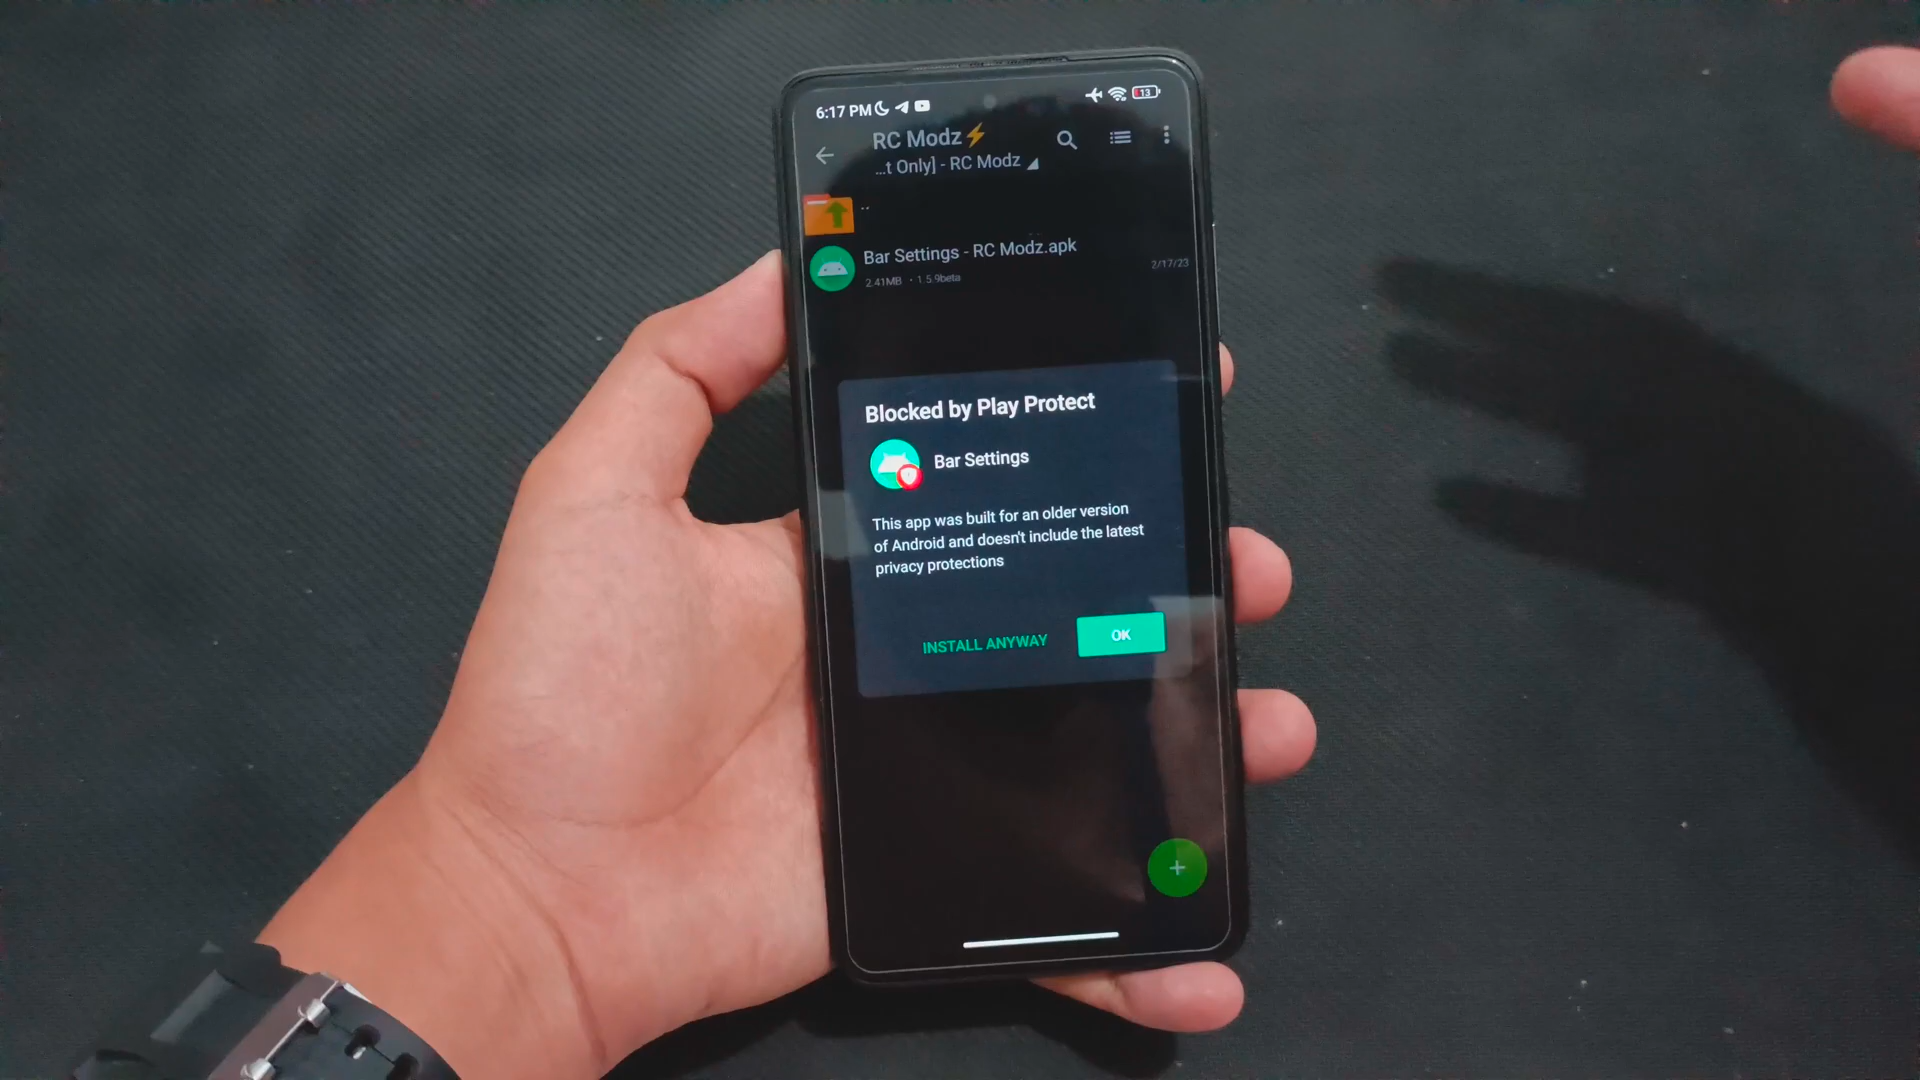 6:17 PM
13
RC Modz⚡
...t Only] - RC Modz
..
Bar Settings - RC Modz.apk
2.41MB · 1.5.9beta
2/17/23
Blocked by Play Protect
Bar Settings
This app was built for an older version
of Android and doesn't include the latest
privacy protections
INSTALL ANYWAY
OK